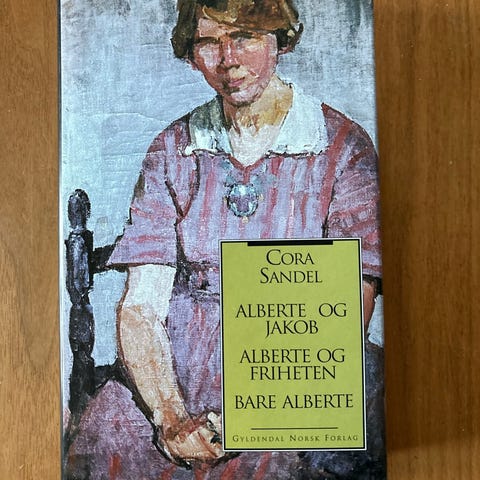 CORA
SANDEL
ALBERTE OG
JAKOB
ALBERTE OG
FRIHETEN
BARE ALBERTE
GYLDENDAL NORSK FORLAG